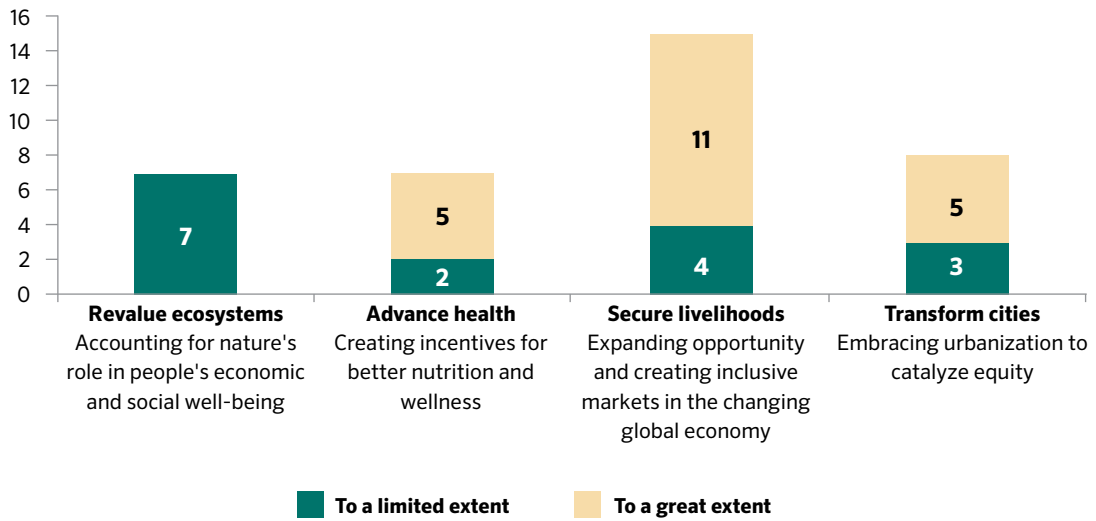 16
14
12
10
8
6
4
2
0
7
5
2
11
4
5
3
Revalue ecosystems
Accounting for nature's
role in people's economic
and social well-being
Advance health
Creating incentives for
better nutrition and
wellness
Secure livelihoods
Expanding opportunity
and creating inclusive
markets in the changing
global economy
Transform cities
Embracing urbanization to
catalyze equity
To a limited extent
To a great extent